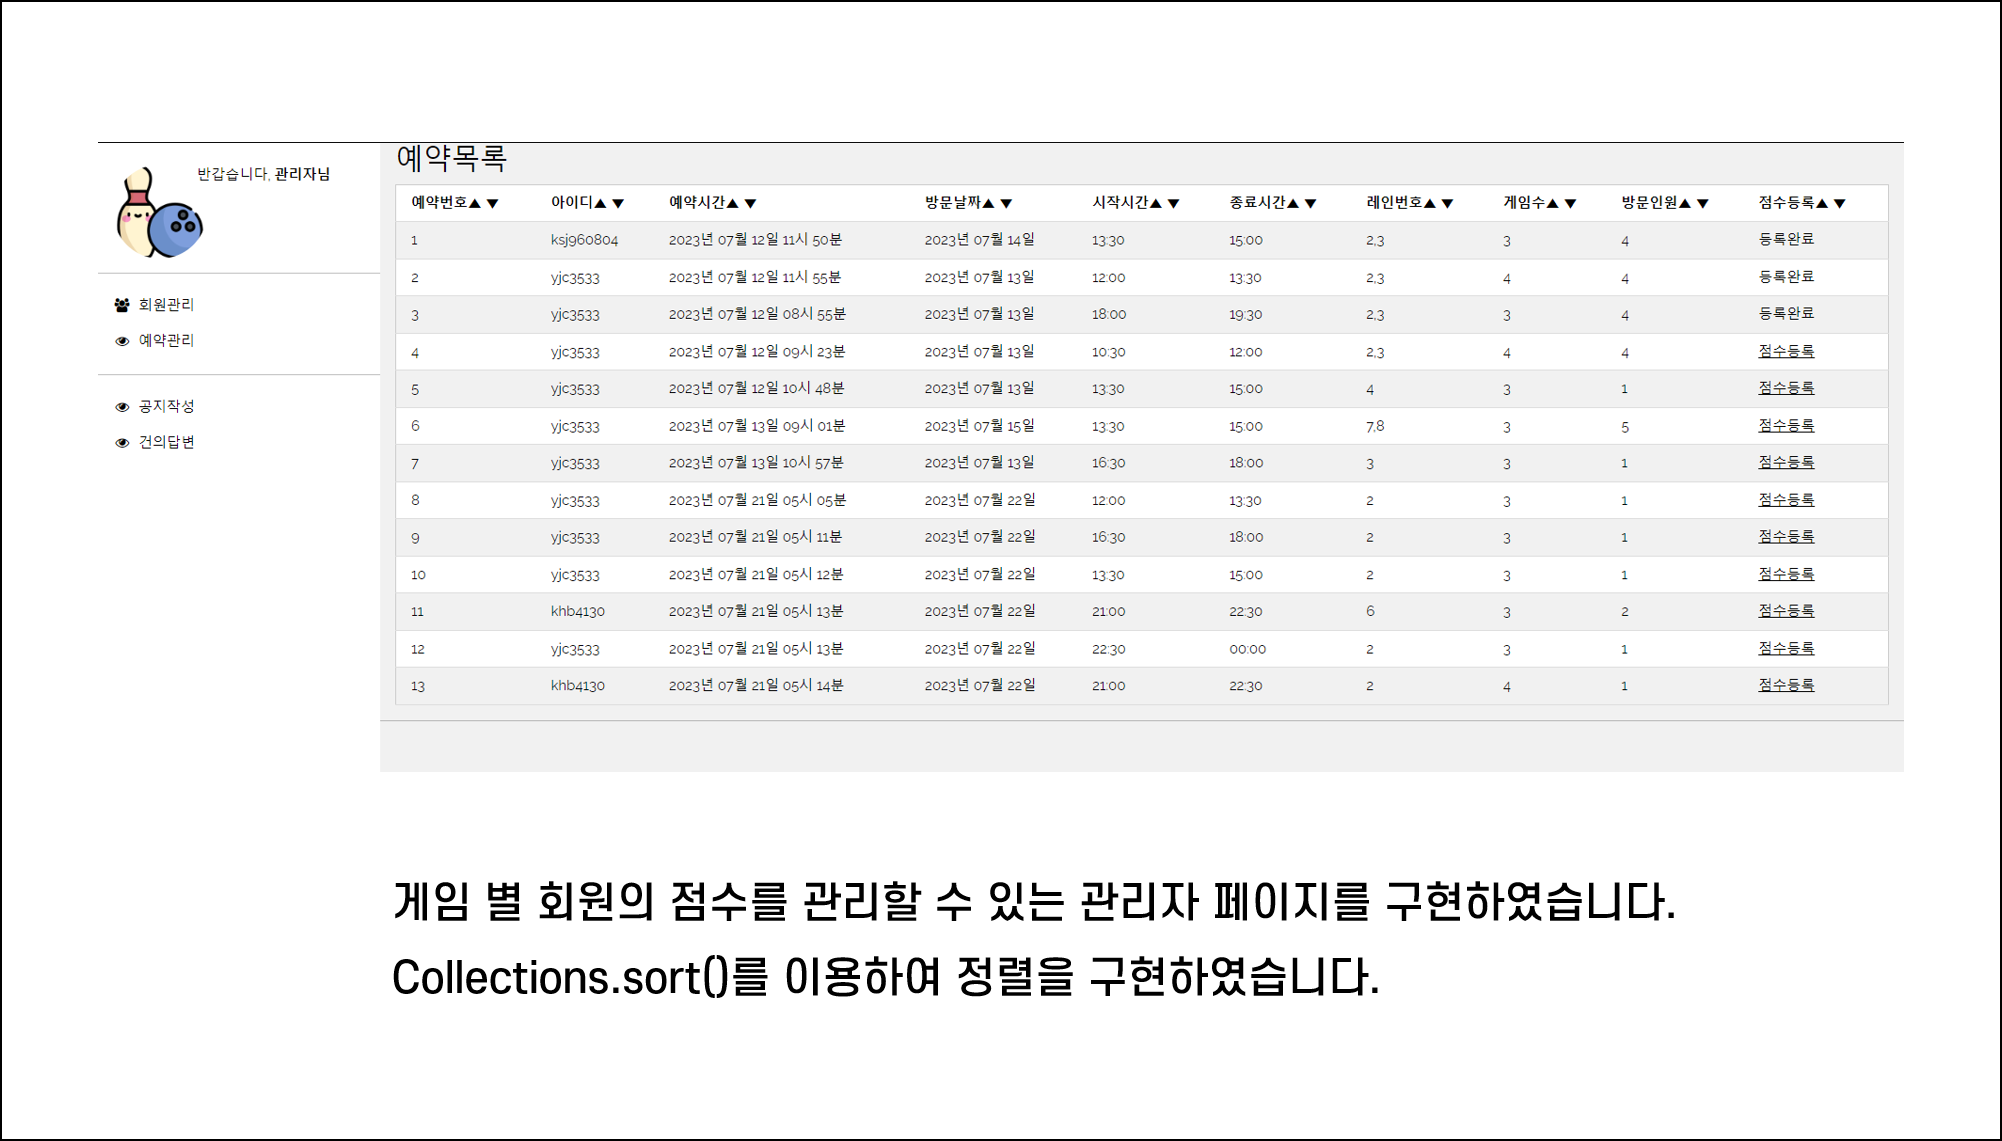 반갑습니다, 관리자님
회원관리
예약관리
공지작성
건의답변
예약목록
예약번호▲ ▼ 아이디▲ ▼ 예약시간▲ ▼ 방문날짜▲ ▼ 시작시간▲ ▼ 종료시간▲ ▼ 레인번호▲ ▼ 게임수▲ ▼ 방문인원▲ ▼ 점수등록▲ ▼
1 ksj960804 2023년 07월 12일 11시 50분 2023년 07월 14일 13:30 15:00 2,3 3 4 등록완료
2 yjc3533 2023년 07월 12일 11시 55분 2023년 07월 13일 12:00 13:30 2,3 4 4 등록완료
3 yjc3533 2023년 07월 12일 08시 55분 2023년 07월 13일 18:00 19:30 2,3 3 4 등록완료
4 yjc3533 2023년 07월 12일 09시 23분 2023년 07월 13일 10:30 12:00 2,3 4 4 점수등록
5 yjc3533 2023년 07월 12일 10시 48분 2023년 07월 13일 13:30 15:00 4 3 1 점수등록
6 yjc3533 2023년 07월 13일 09시 01분 2023년 07월 15일 13:30 15:00 7,8 3 5 점수등록
7 yjc3533 2023년 07월 13일 10시 57분 2023년 07월 13일 16:30 18:00 3 3 1 점수등록
8 yjc3533 2023년 07월 21일 05시 05분 2023년 07월 22일 12:00 13:30 2 3 1 점수등록
9 yjc3533 2023년 07월 21일 05시 11분 2023년 07월 22일 16:30 18:00 2 3 1 점수등록
10 yjc3533 2023년 07월 21일 05시 12분 2023년 07월 22일 13:30 15:00 2 3 1 점수등록
11 khb4130 2023년 07월 21일 05시 13분 2023년 07월 22일 21:00 22:30 6 3 2 점수등록
12 yjc3533 2023년 07월 21일 05시 13분 2023년 07월 22일 22:30 00:00 2 3 1 점수등록
13 khb4130 2023년 07월 21일 05시 14분 2023년 07월 22일 21:00 22:30 2 4 1 점수등록
게임 별 회원의 점수를 관리할 수 있는 관리자 페이지를 구현하였습니다.
Collections.sort()를 이용하여 정렬을 구현하였습니다.